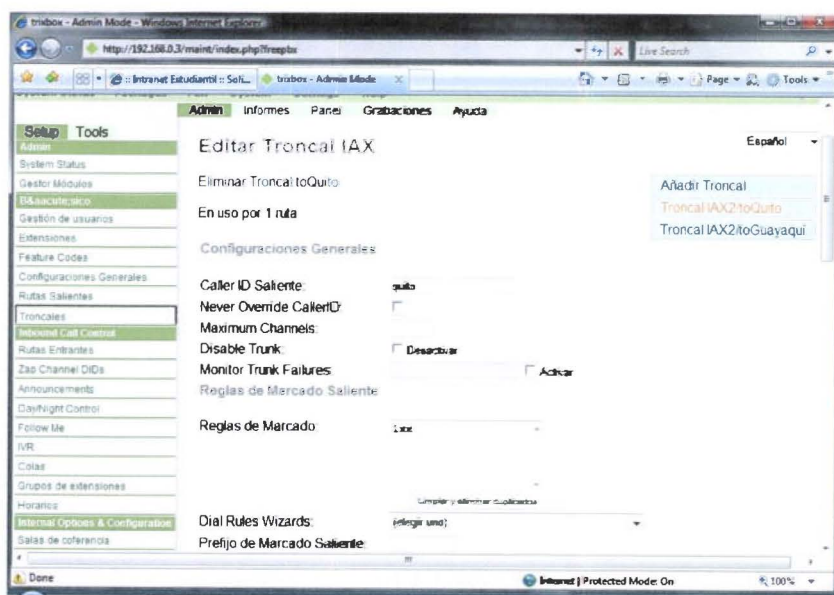 trixbox - Admin Mode - Windows Internet Explorer
http://192.168.0.3/maint/index.php?freepbx
Live Search
:: Intranet Estudiantil :: Soli...
trixbox - Admin Mode
Page
Tools
Admin Informes Panel Grabaciones Ayuda
Setup Tools
Español
Admin
System Status
Gestor Módulos
B&aacute;sico
Gestión de usuarios
Extensiones
Feature Codes
Configuraciones Generales
Rutas Salientes
Troncales
Inbound Call Control
Rutas Entrantes
Zap Channel DIDs
Announcements
Day/Night Control
Follow Me
IVR
Colas
Grupos de extensiones
Horarios
Internal Options & Configuration
Salas de coferencia
Editar Troncal IAX
Eliminar Troncal toQuito
En uso por 1 ruta
Configuraciones Generales
Caller ID Saliente: quito
Never Override CallerID:
Maximum Channels:
Disable Trunk: Desactivar
Monitor Trunk Failures: Activar
Reglas de Marcado Saliente
Reglas de Marcado: 1xx
Limpiar y eliminar duplicados
Dial Rules Wizards: (elegir uno)
Prefijo de Marcado Saliente:
Añadir Troncal
Troncal IAX2/toQuito
Troncal IAX2/toGuayaqui
Done
Internet | Protected Mode: On
100%